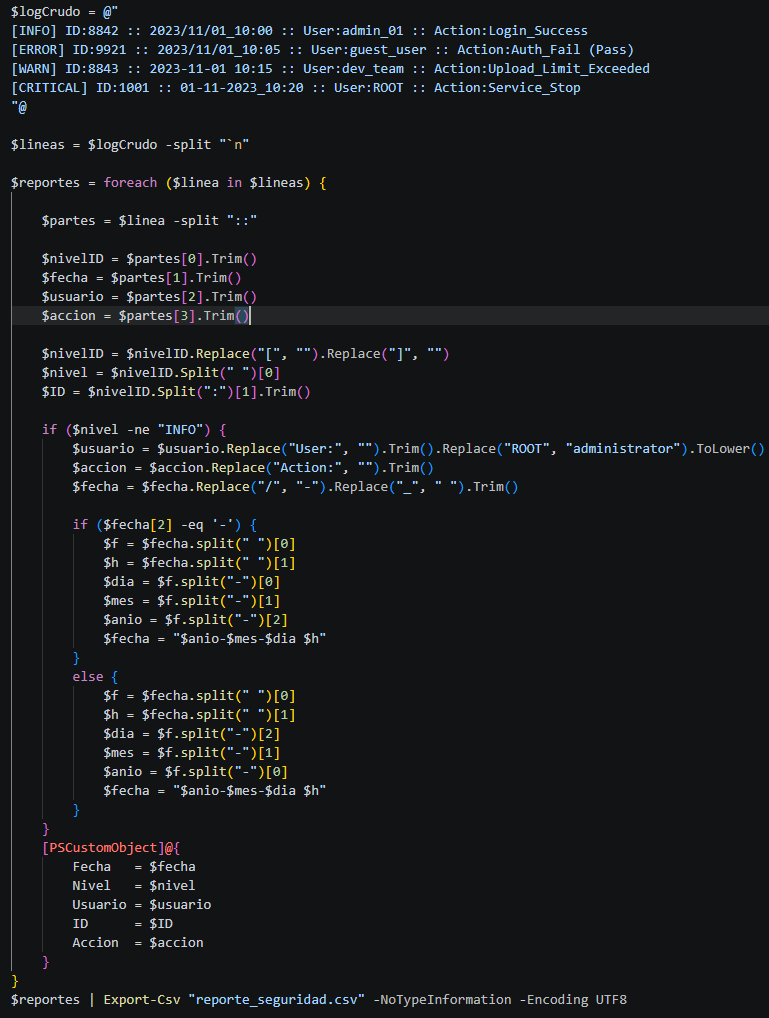 $logCrudo = @"
[INFO] ID:8842 :: 2023/11/01_10:00 :: User:admin_01 :: Action:Login_Success
[ERROR] ID:9921 :: 2023/11/01_10:05 :: User:guest_user :: Action:Auth_Fail (Pass)
[WARN] ID:8843 :: 2023-11-01 10:15 :: User:dev_team :: Action:Upload_Limit_Exceeded
[CRITICAL] ID:1001 :: 01-11-2023_10:20 :: User:ROOT :: Action:Service_Stop
"@

$lineas = $logCrudo -split "`n"

$reportes = foreach ($linea in $lineas) {

    $partes = $linea -split "::"

    $nivelID = $partes[0].Trim()
    $fecha = $partes[1].Trim()
    $usuario = $partes[2].Trim()
    $accion = $partes[3].Trim()

    $nivelID = $nivelID.Replace("[", "").Replace("]", "")
    $nivel = $nivelID.Split(" ")[0]
    $ID = $nivelID.Split(":")[1].Trim()

    if ($nivel -ne "INFO") {
        $usuario = $usuario.Replace("User:", "").Trim().Replace("ROOT", "administrator").ToLower()
        $accion = $accion.Replace("Action:", "").Trim()
        $fecha = $fecha.Replace("/", "-").Replace("_", " ").Trim()

        if ($fecha[2] -eq '-') {
            $f = $fecha.split(" ")[0]
            $h = $fecha.split(" ")[1]
            $dia = $f.split("-")[0]
            $mes = $f.split("-")[1]
            $anio = $f.split("-")[2]
            $fecha = "$anio-$mes-$dia $h"
        }
        else {
            $f = $fecha.split(" ")[0]
            $h = $fecha.split(" ")[1]
            $dia = $f.split("-")[2]
            $mes = $f.split("-")[1]
            $anio = $f.split("-")[0]
            $fecha = "$anio-$mes-$dia $h"
        }
    }
    [PSCustomObject]@{
        Fecha   = $fecha
        Nivel   = $nivel
        Usuario = $usuario
        ID      = $ID
        Accion  = $accion
    }
}
$reportes | Export-Csv "reporte_seguridad.csv" -NoTypeInformation -Encoding UTF8